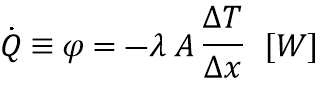 Q̇ ≡ φ = −λ A ΔT/Δx [W]